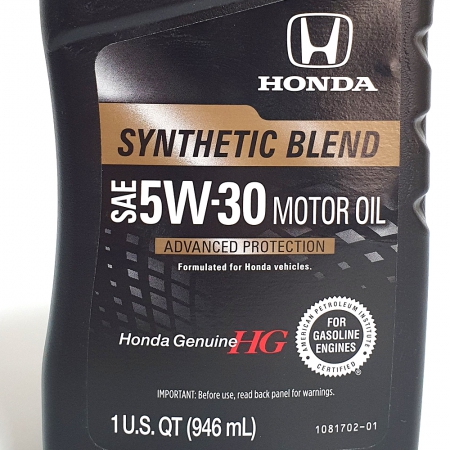 HONDA
SYNTHETIC BLEND
SAE 5W-30 MOTOR OIL
ADVANCED PROTECTION
Formulated for Honda vehicles.
Honda Genuine HG
AMERICAN PETROLEUM INSTITUTE
FOR
GASOLINE
ENGINES
CERTIFIED
®
IMPORTANT: Before use, read back panel for warnings.
1 U.S. QT (946 mL)
1081702-01